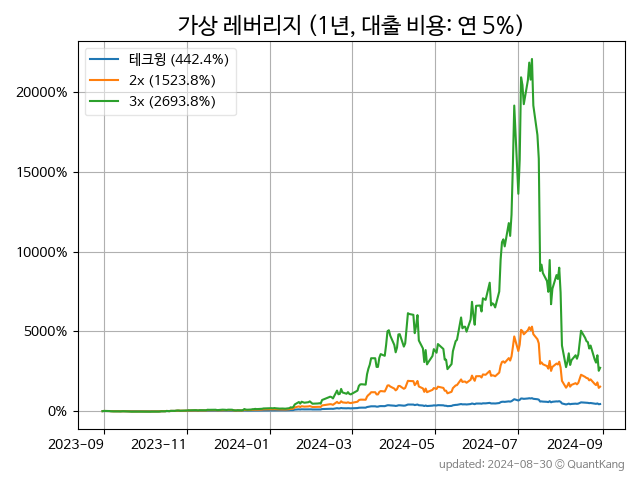 가상 레버리지 (1년, 대출 비용: 연 5%)
테크윙 (442.4%)
2x (1523.8%)
3x (2693.8%)
20000%
15000%
10000%
5000%
0%
2023-09 2023-11 2024-01 2024-03 2024-05 2024-07 2024-09
updated: 2024-08-30 © QuantKang